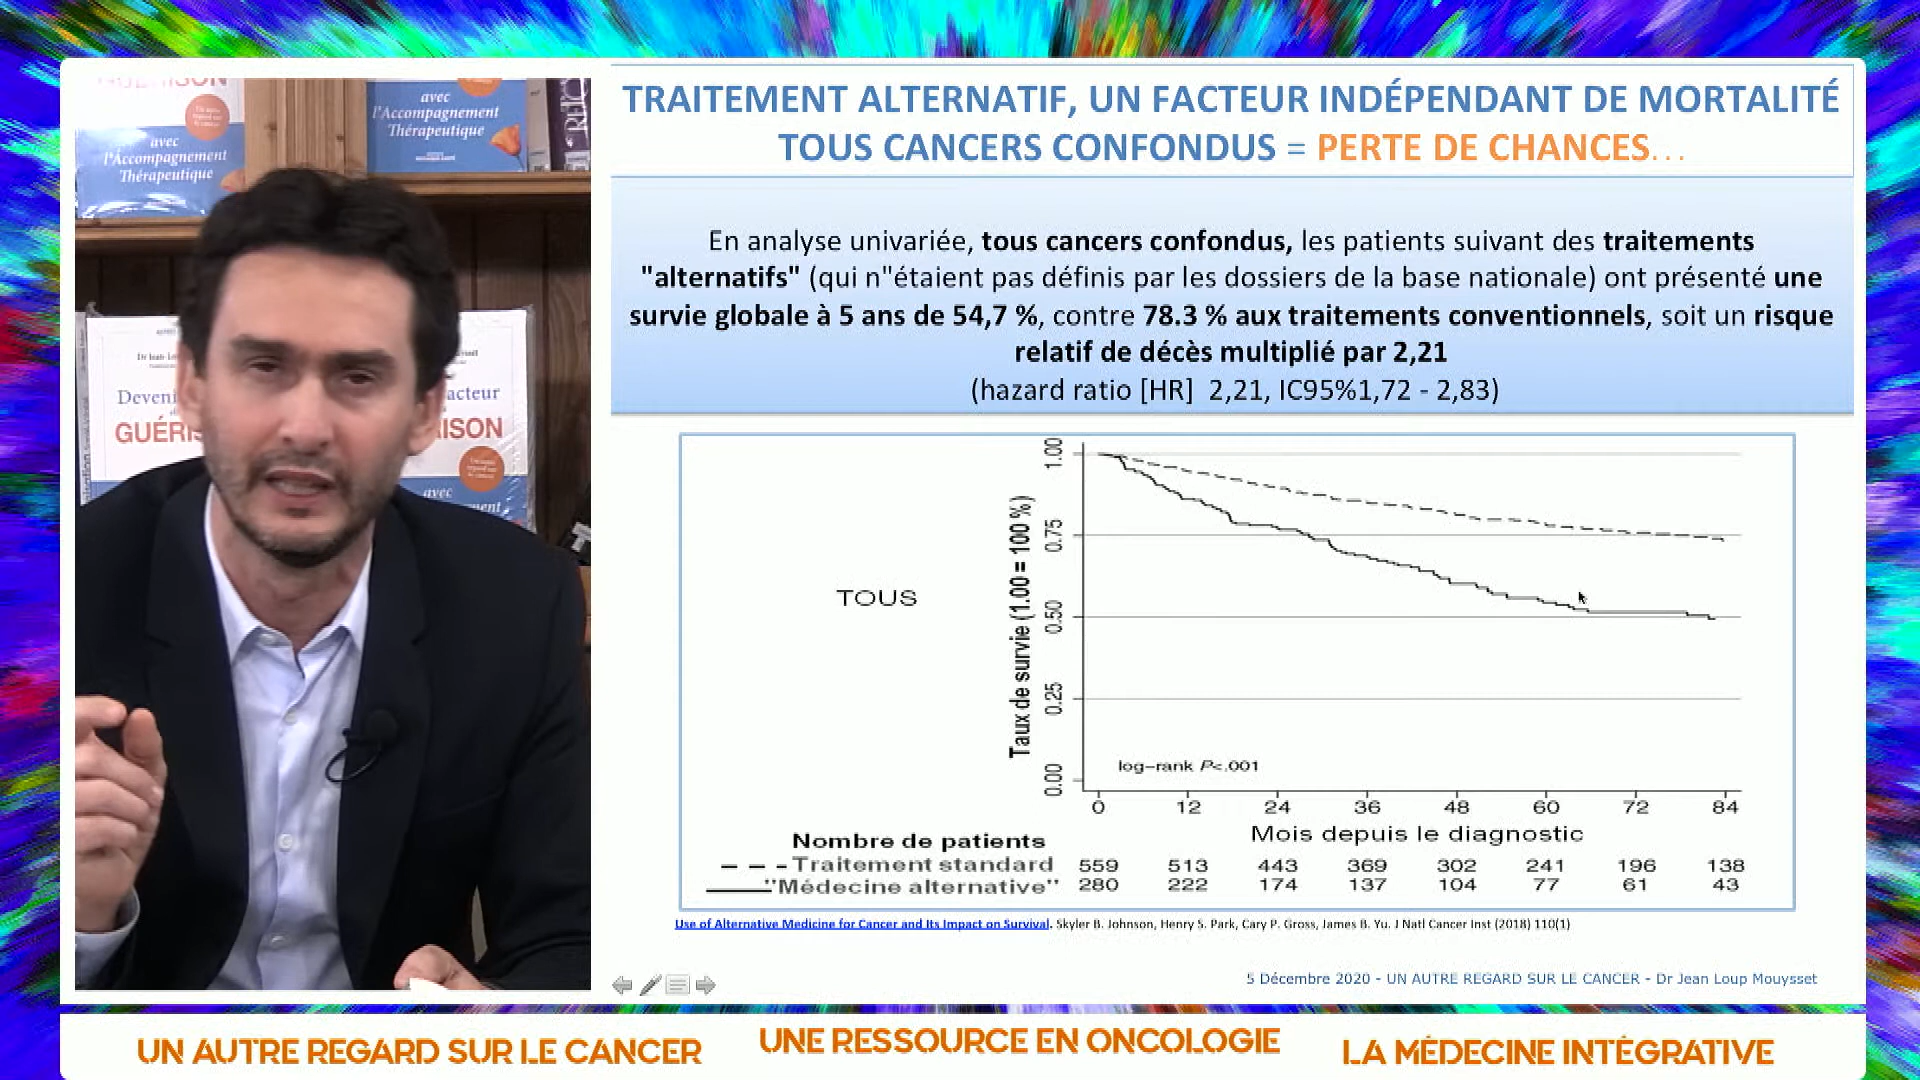 GUÉRISON
avec
l'Accompagnement
Thérapeutique
avec
l'Accompagnement
Thérapeutique
Dr Jean
Deveni
acteur
GUÉRIS
ISON
avec
TRAITEMENT ALTERNATIF, UN FACTEUR INDÉPENDANT DE MORTALITÉ
TOUS CANCERS CONFONDUS = PERTE DE CHANCES...
En analyse univariée, tous cancers confondus, les patients suivant des traitements
"alternatifs" (qui n"étaient pas définis par les dossiers de la base nationale) ont présenté une
survie globale à 5 ans de 54,7 %, contre 78.3 % aux traitements conventionnels, soit un risque
relatif de décès multiplié par 2,21
(hazard ratio [HR] 2,21, IC95%1,72 - 2,83)
TOUS
Taux de survie (1.00 = 100 %)
1.00
0.75
0.50
0.25
0.00
log-rank P<.001
0 12 24 36 48 60 72 84
Mois depuis le diagnostic
Nombre de patients
Traitement standard 559 513 443 369 302 241 196 138
"Médecine alternative" 280 222 174 137 104 77 61 43
Use of Alternative Medicine for Cancer and Its Impact on Survival. Skyler B. Johnson, Henry S. Park, Cary P. Gross, James B. Yu. J Natl Cancer Inst (2018) 110(1)
5 Décembre 2020 - UN AUTRE REGARD SUR LE CANCER - Dr Jean Loup Mouysset
UN AUTRE REGARD SUR LE CANCER
UNE RESSOURCE EN ONCOLOGIE
LA MÉDECINE INTÉGRATIVE